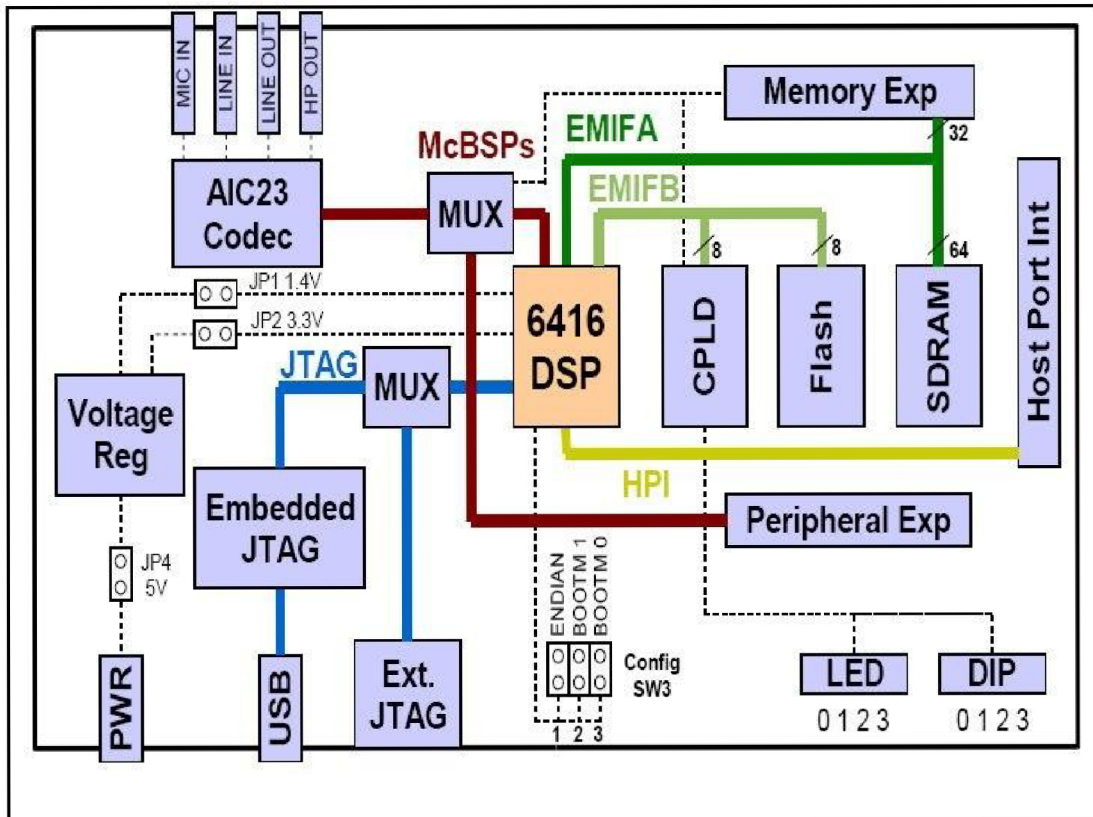 MIC IN
LINE IN
LINE OUT
HP OUT
Memory Exp
32
EMIFA
McBSPs
AIC23
Codec
MUX
EMIFB
8
8
64
Host Port Int
JP1 1.4V
JP2 3.3V
6416
DSP
CPLD
Flash
SDRAM
JTAG
MUX
Voltage
Reg
HPI
Embedded
JTAG
Peripheral Exp
JP4
5V
ENDIAN
BOOTM 1
BOOTM 0
Config
SW3
1 2 3
PWR
USB
Ext.
JTAG
LED
DIP
0 1 2 3
0 1 2 3